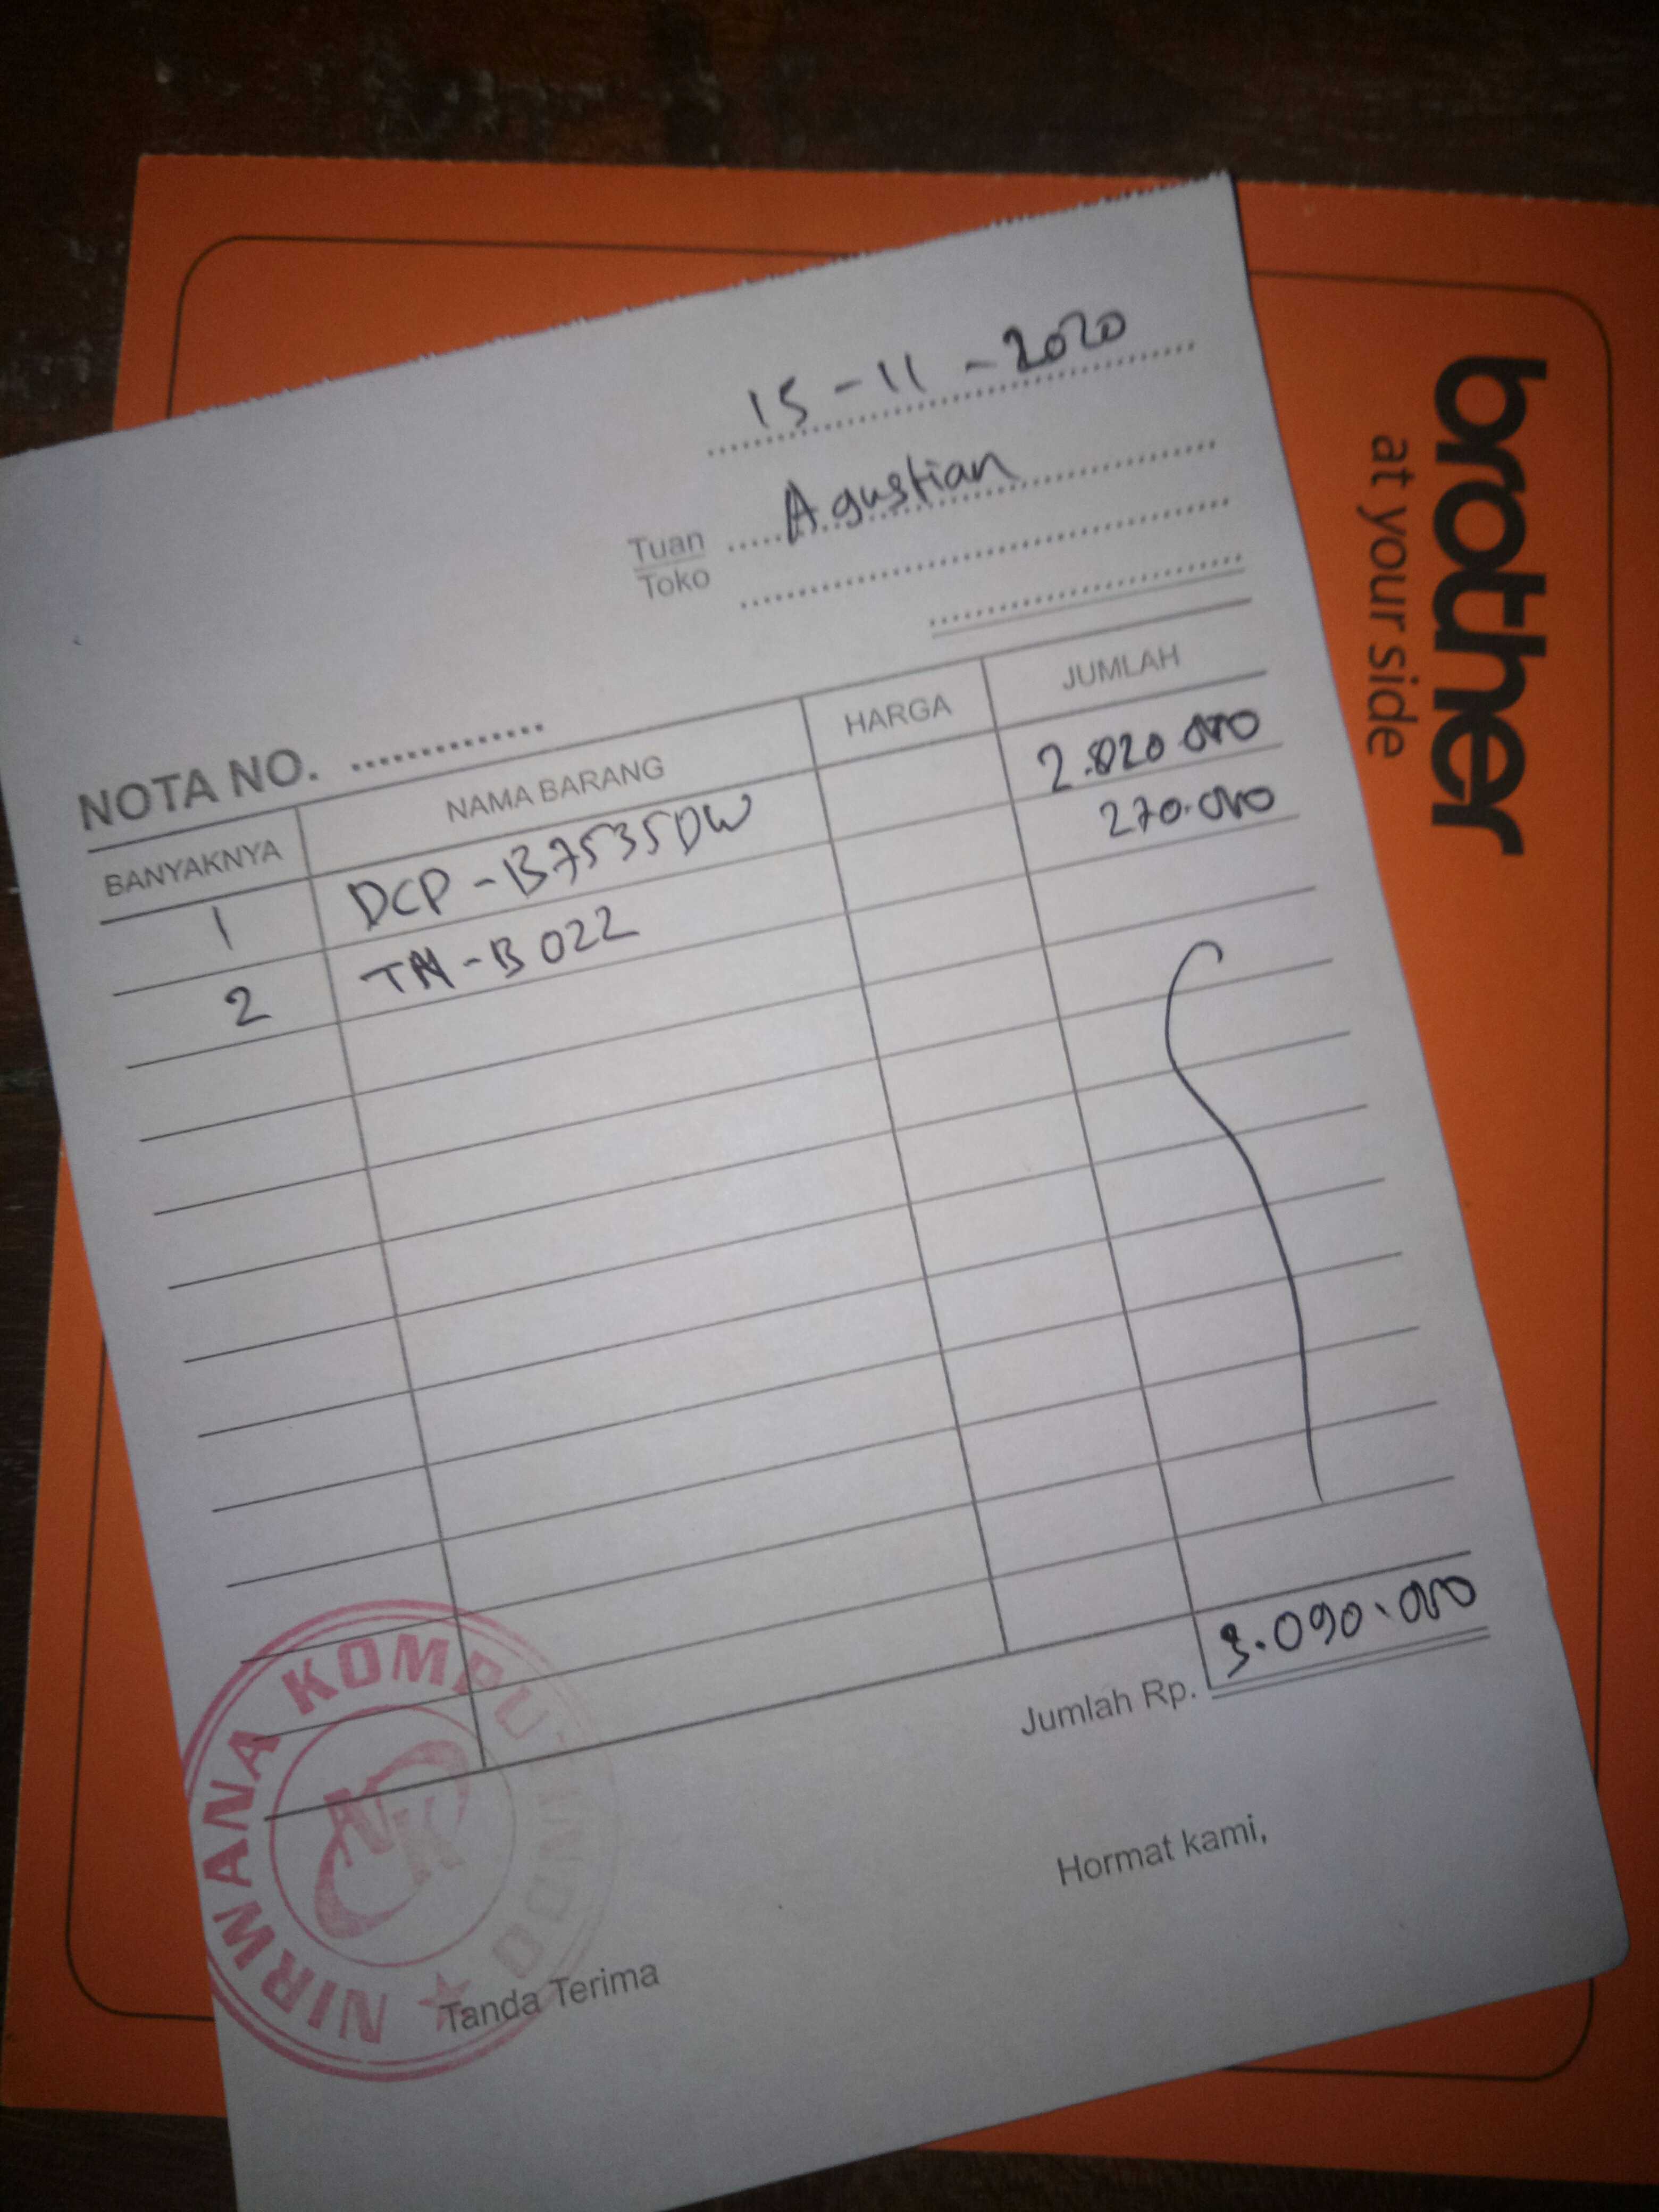 15-11-2020
Tuan Agustian
Toko
NOTA NO.
BANYAKNYA NAMA BARANG HARGA JUMLAH
1 DCP-B7535DW 2.820.000
2 TN-B022 270.000
Jumlah Rp. 3.090.000
Tanda Terima Hormat kami,
NIRWANA KOMPU
NK
DOMPU
brother
at your side